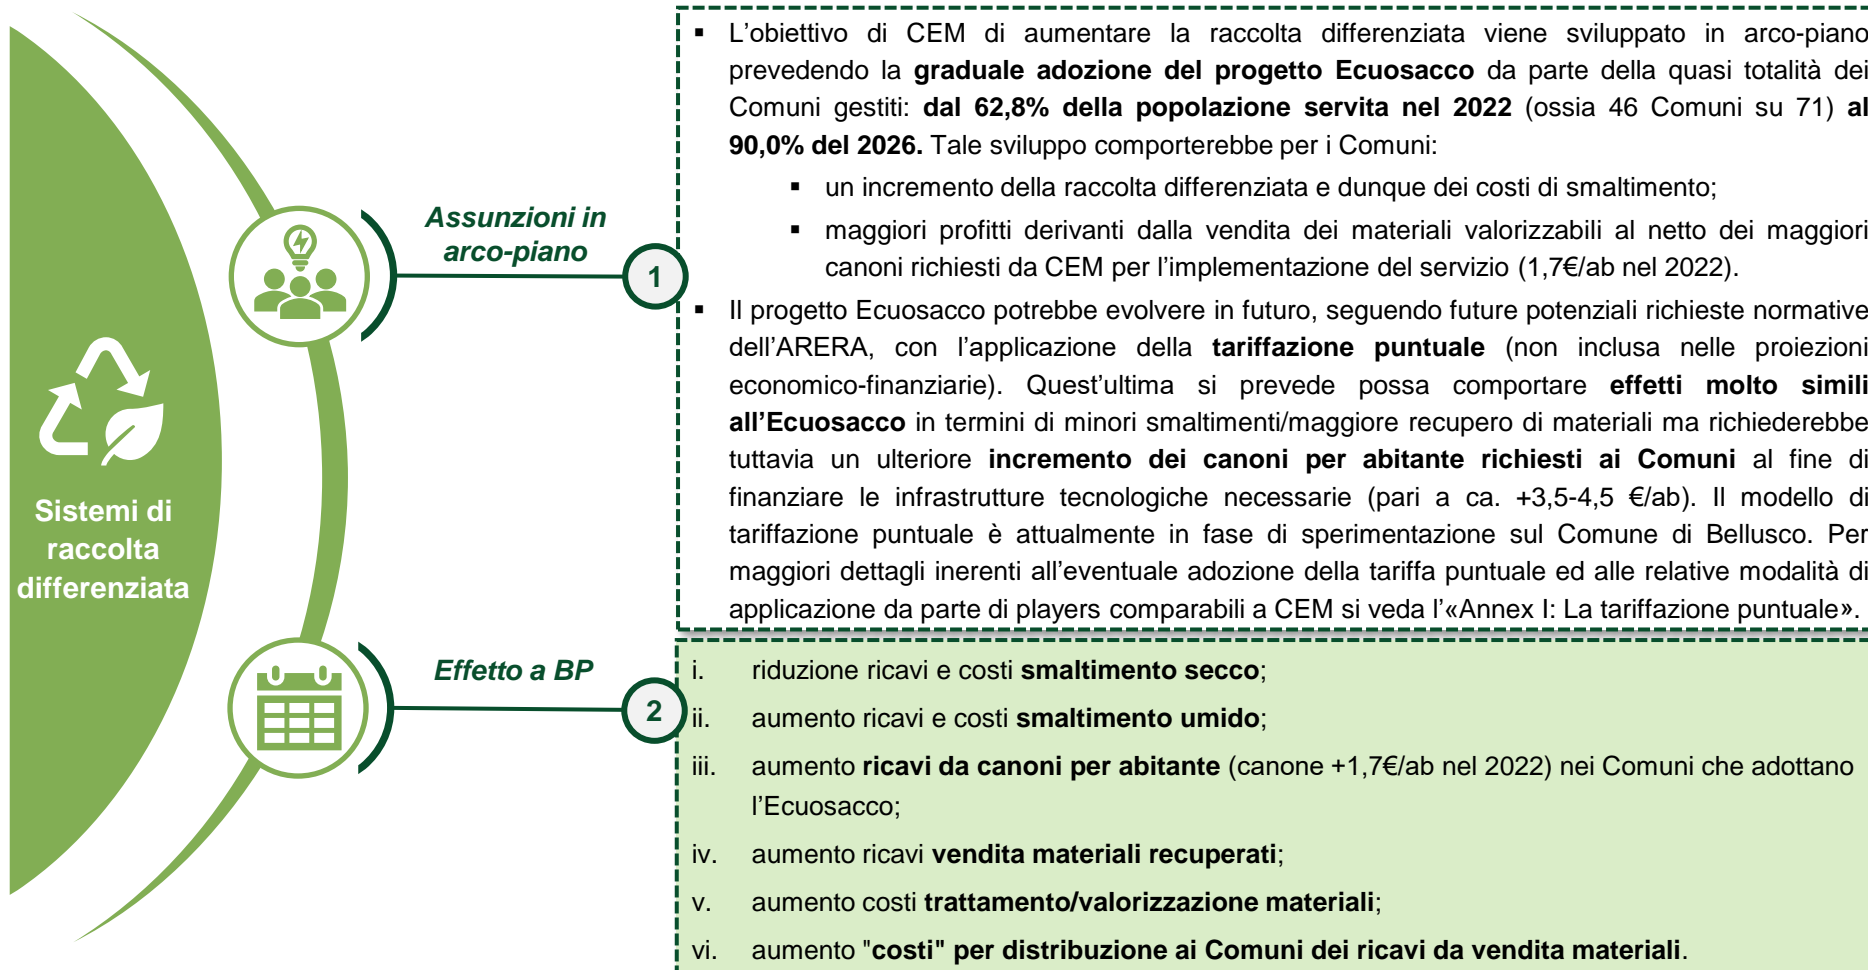 Sistemi di
raccolta
differenziata
Assunzioni in
arco-piano
1
▪ L'obiettivo di CEM di aumentare la raccolta differenziata viene sviluppato in arco-piano
prevedendo la graduale adozione del progetto Ecuosacco da parte della quasi totalità dei
Comuni gestiti: dal 62,8% della popolazione servita nel 2022 (ossia 46 Comuni su 71) al
90,0% del 2026. Tale sviluppo comporterebbe per i Comuni:
▪ un incremento della raccolta differenziata e dunque dei costi di smaltimento;
▪ maggiori profitti derivanti dalla vendita dei materiali valorizzabili al netto dei maggiori
canoni richiesti da CEM per l'implementazione del servizio (1,7€/ab nel 2022).
▪ Il progetto Ecuosacco potrebbe evolvere in futuro, seguendo future potenziali richieste normative
dell'ARERA, con l'applicazione della tariffazione puntuale (non inclusa nelle proiezioni
economico-finanziarie). Quest'ultima si prevede possa comportare effetti molto simili
all'Ecuosacco in termini di minori smaltimenti/maggiore recupero di materiali ma richiederebbe
tuttavia un ulteriore incremento dei canoni per abitante richiesti ai Comuni al fine di
finanziare le infrastrutture tecnologiche necessarie (pari a ca. +3,5-4,5 €/ab). Il modello di
tariffazione puntuale è attualmente in fase di sperimentazione sul Comune di Bellusco. Per
maggiori dettagli inerenti all'eventuale adozione della tariffa puntuale ed alle relative modalità di
applicazione da parte di players comparabili a CEM si veda l'«Annex I: La tariffazione puntuale».
Effetto a BP
2
i. riduzione ricavi e costi smaltimento secco;
ii. aumento ricavi e costi smaltimento umido;
iii. aumento ricavi da canoni per abitante (canone +1,7€/ab nel 2022) nei Comuni che adottano
l'Ecuosacco;
iv. aumento ricavi vendita materiali recuperati;
v. aumento costi trattamento/valorizzazione materiali;
vi. aumento "costi" per distribuzione ai Comuni dei ricavi da vendita materiali.